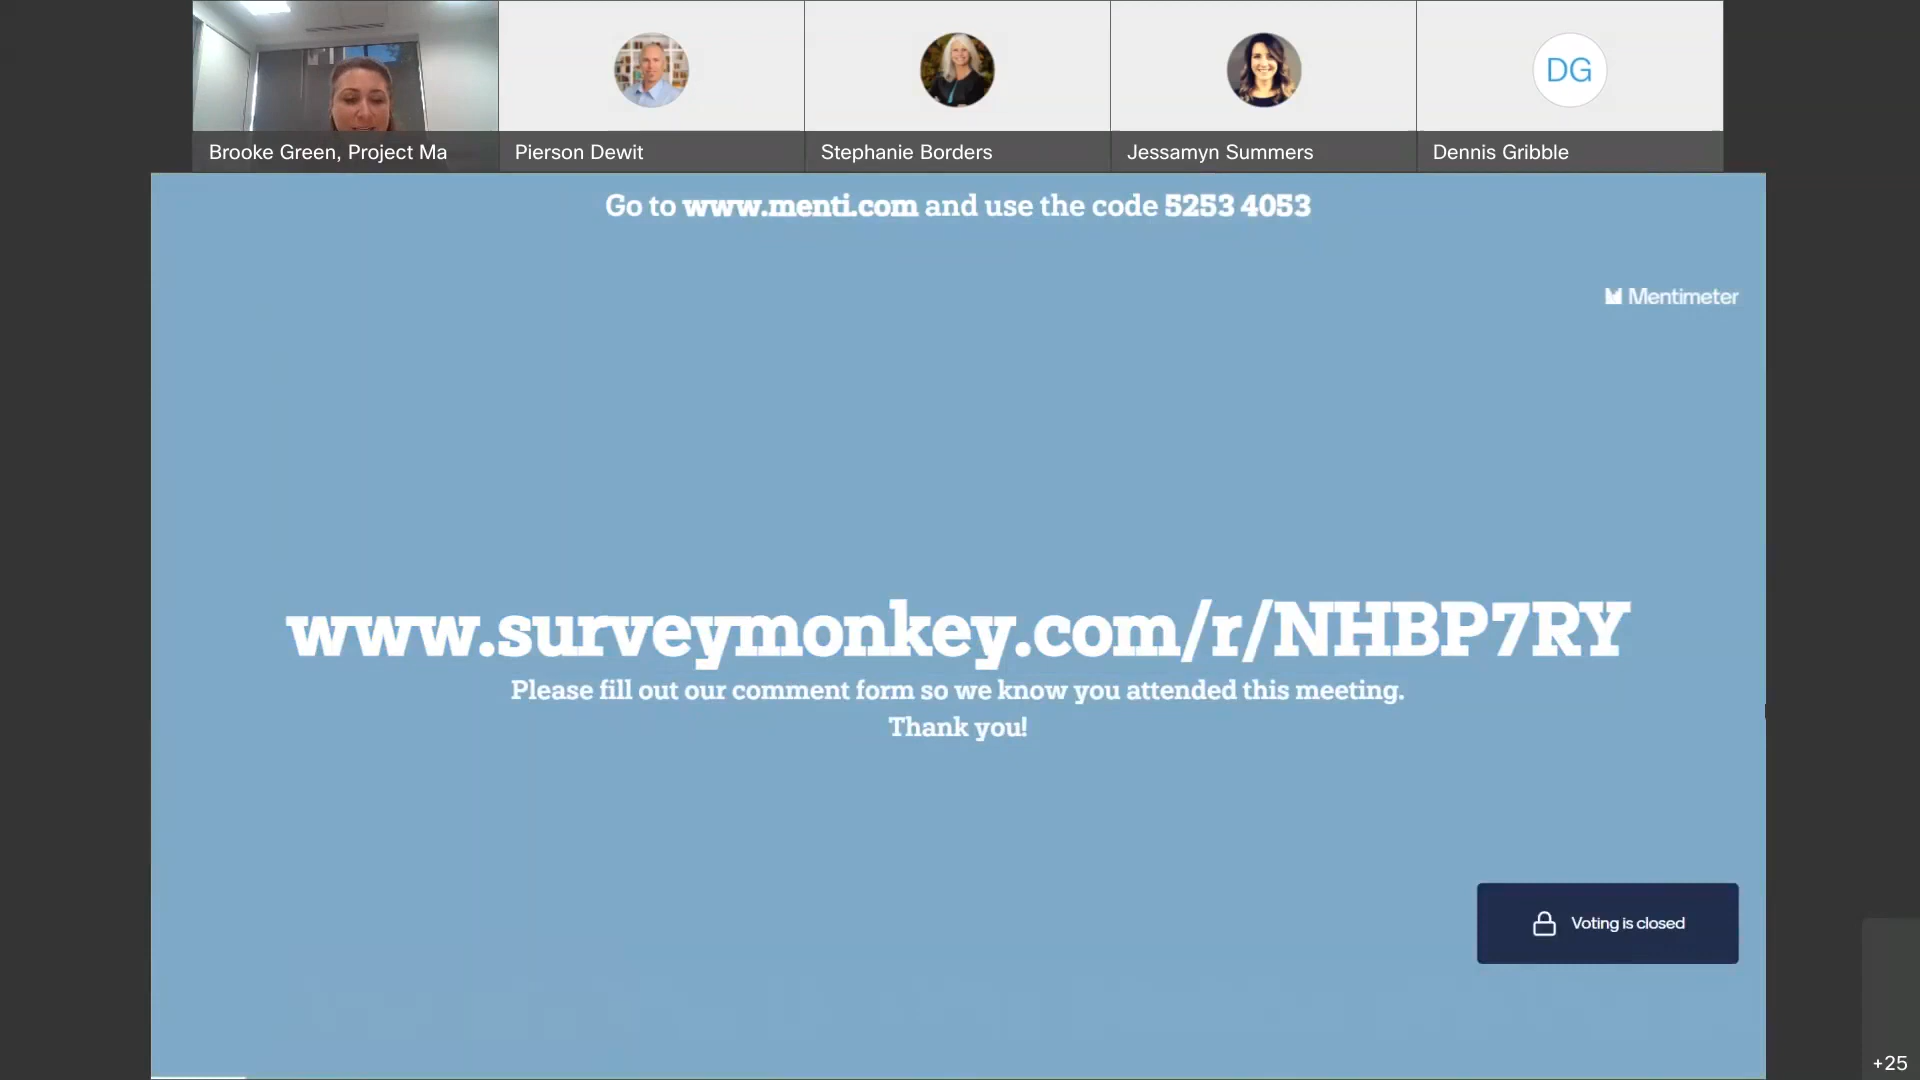 DG
Brooke Green, Project Ma
Pierson Dewit
Stephanie Borders
Jessamyn Summers
Dennis Gribble
Go to www.menti.com and use the code 5253 4053
Mentimeter
www.surveymonkey.com/r/NHBP7RY
Please fill out our comment form so we know you attended this meeting.
Thank you!
Voting is closed
+25